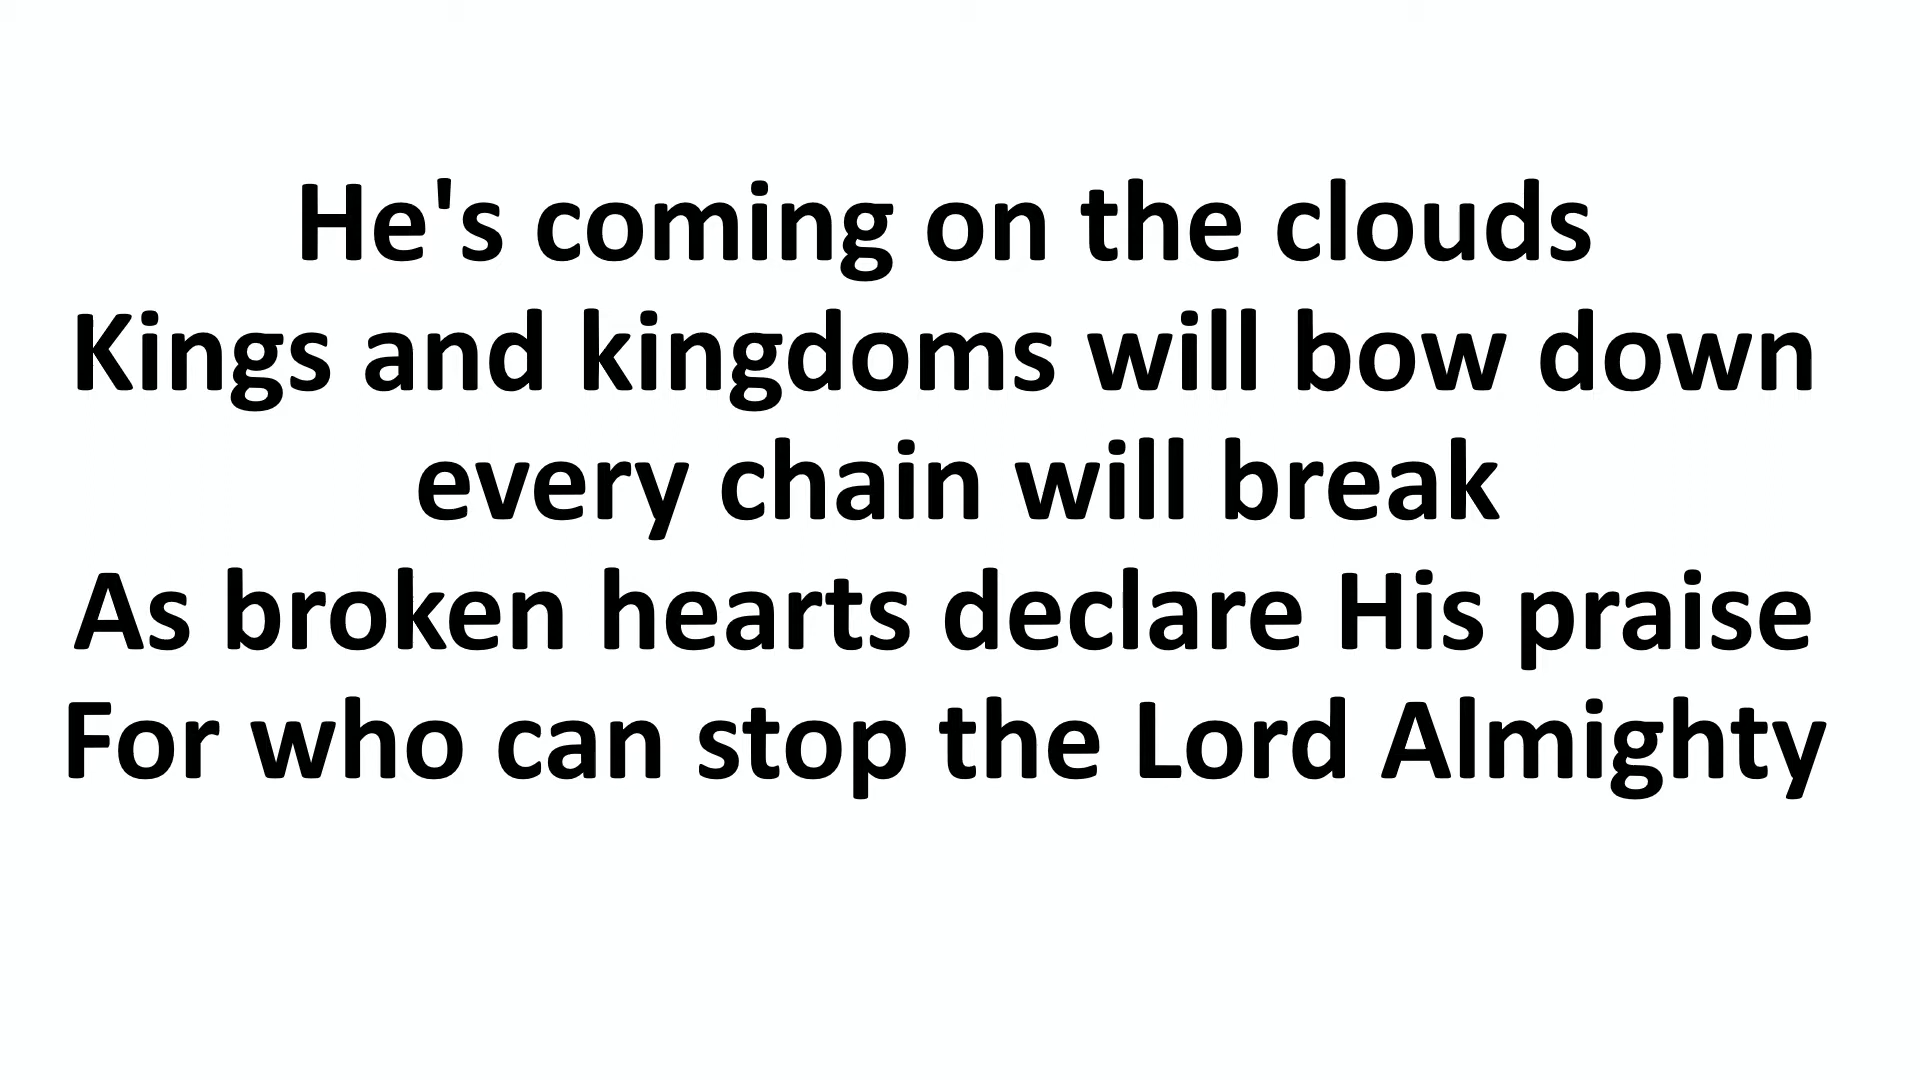 He's coming on the clouds
Kings and kingdoms will bow down
every chain will break
As broken hearts declare His praise
For who can stop the Lord Almighty